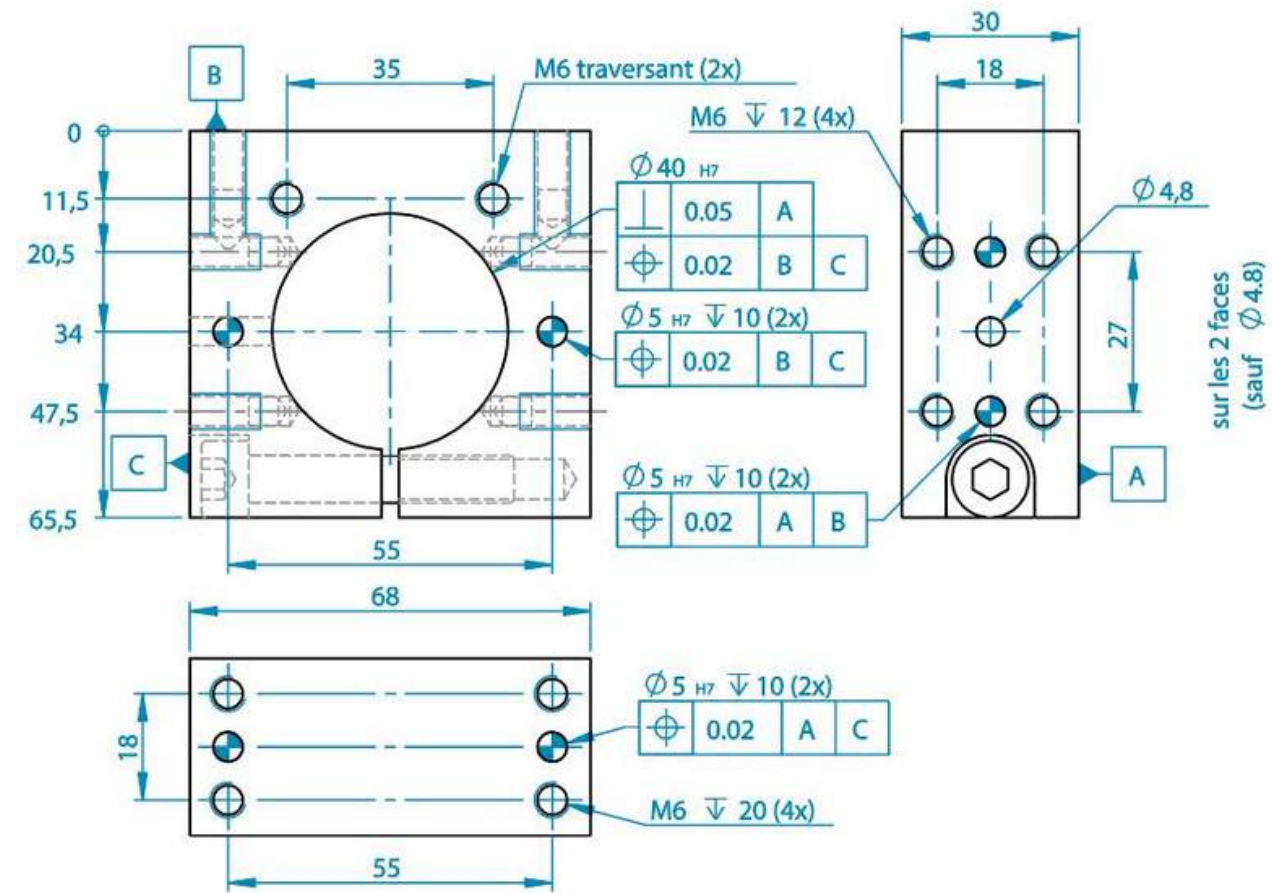 B
35
M6 traversant (2x)
30
18
M6 ↧ 12 (4x)
0
11,5
20,5
34
47,5
65,5
C
Ø 40 H7
⟂ 0.05 A
⌖ 0.02 B C
Ø 5 H7 ↧ 10 (2x)
⌖ 0.02 B C
Ø 5 H7 ↧ 10 (2x)
⌖ 0.02 A B
Ø 4,8
27
sur les 2 faces
(sauf Ø 4.8)
A
55
68
18
55
Ø 5 H7 ↧ 10 (2x)
⌖ 0.02 A C
M6 ↧ 20 (4x)